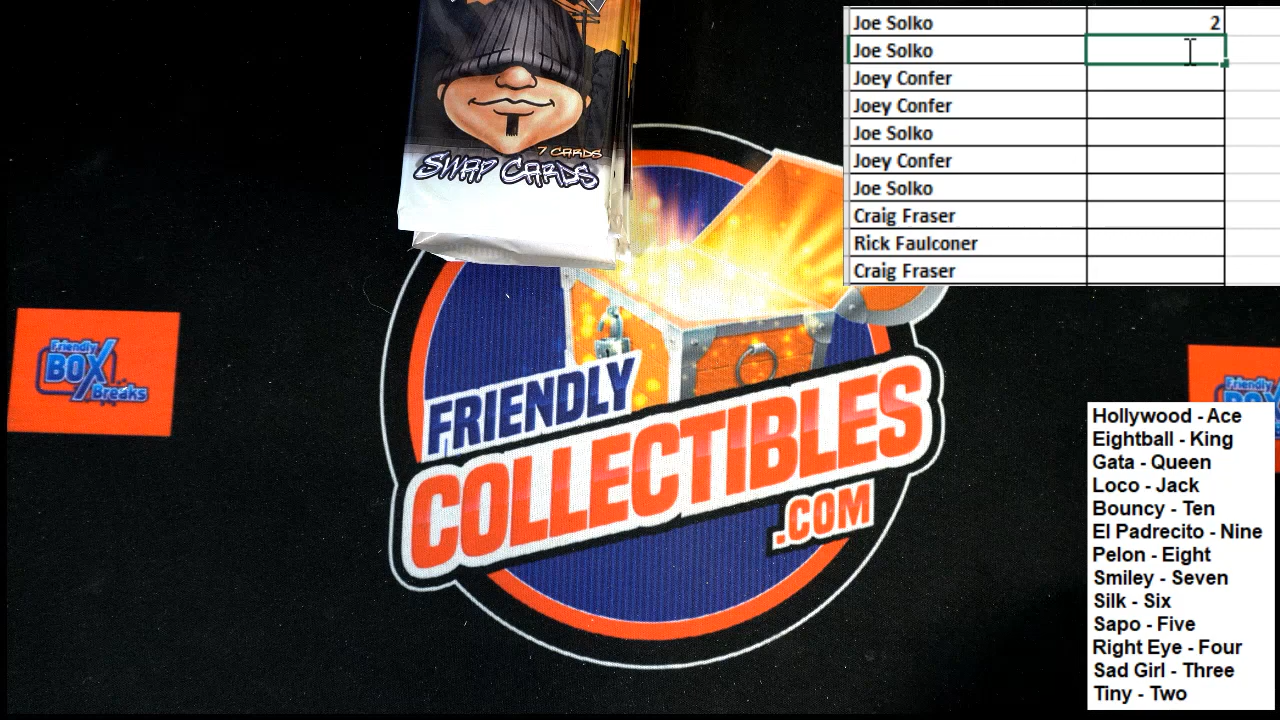 Joe Solko 2
Joe Solko
Joey Confer
Joey Confer
Joe Solko
Joey Confer
Joe Solko
Craig Fraser
Rick Faulconer
Craig Fraser
7 CARDS
SWAP CARDS
Friendly
BOX
Breaks
FRIENDLY
COLLECTIBLES
.COM
Friendly
Hollywood - Ace
Eightball - King
Gata - Queen
Loco - Jack
Bouncy - Ten
El Padrecito - Nine
Pelon - Eight
Smiley - Seven
Silk - Six
Sapo - Five
Right Eye - Four
Sad Girl - Three
Tiny - Two